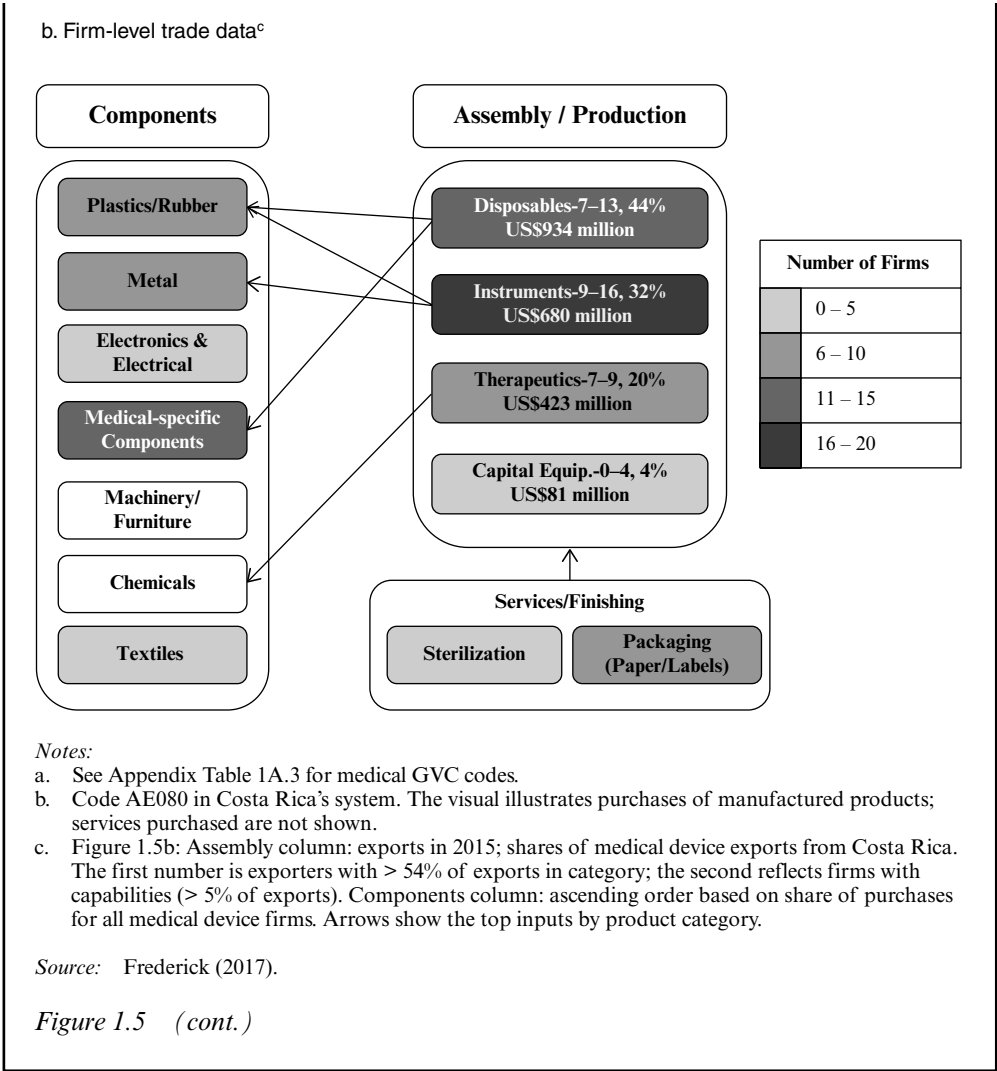 b. Firm-level trade dataᶜ
Components
Plastics/Rubber
Metal
Electronics &
Electrical
Medical-specific
Components
Machinery/
Furniture
Chemicals
Textiles
Assembly / Production
Disposables-7–13, 44%
US$934 million
Instruments-9–16, 32%
US$680 million
Therapeutics-7–9, 20%
US$423 million
Capital Equip.-0–4, 4%
US$81 million
Services/Finishing
Sterilization
Packaging
(Paper/Labels)
Number of Firms
0 – 5
6 – 10
11 – 15
16 – 20
Notes:
a. See Appendix Table 1A.3 for medical GVC codes.
b. Code AE080 in Costa Rica’s system. The visual illustrates purchases of manufactured products;
services purchased are not shown.
c. Figure 1.5b: Assembly column: exports in 2015; shares of medical device exports from Costa Rica.
The first number is exporters with > 54% of exports in category; the second reflects firms with
capabilities (> 5% of exports). Components column: ascending order based on share of purchases
for all medical device firms. Arrows show the top inputs by product category.
Source: Frederick (2017).
Figure 1.5 (cont.)